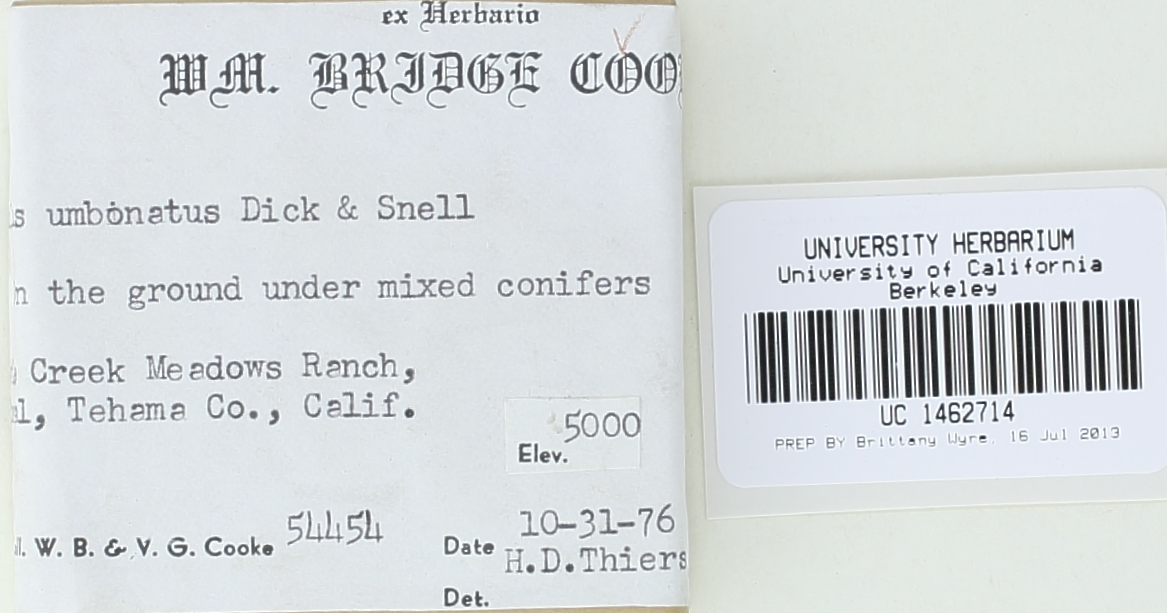 ex Herbario
WM. BRIDGE COO
s umbonatus Dick & Snell
n the ground under mixed conifers
Creek Meadows Ranch,
l, Tehama Co., Calif.
5000
Elev.
l. W. B. & V. G. Cooke 54454
Date 10-31-76
H.D.Thiers
Det.
UNIVERSITY HERBARIUM
University of California
Berkeley
UC 1462714
PREP BY Brittany Wyre. 16 Jul 2013